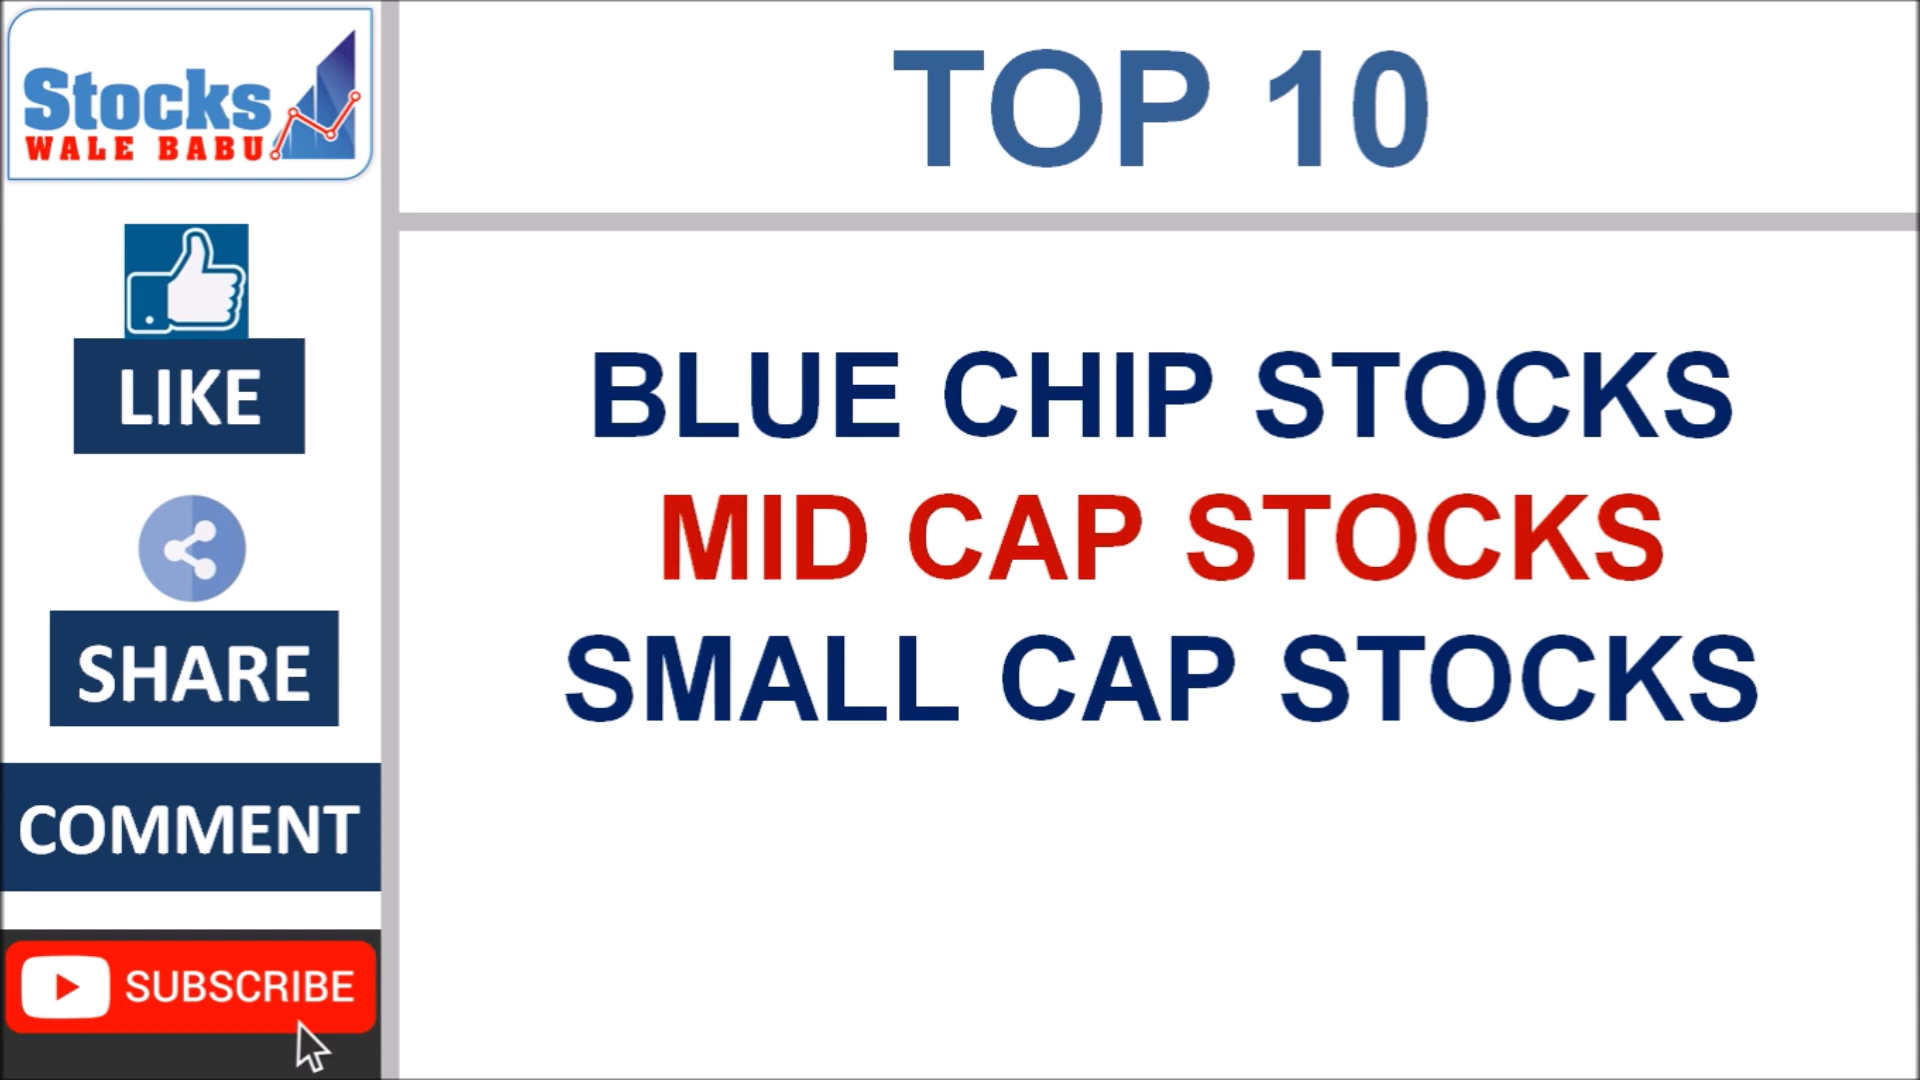 Stocks
WALE BABU
LIKE
SHARE
COMMENT
SUBSCRIBE
TOP 10
BLUE CHIP STOCKS
MID CAP STOCKS
SMALL CAP STOCKS